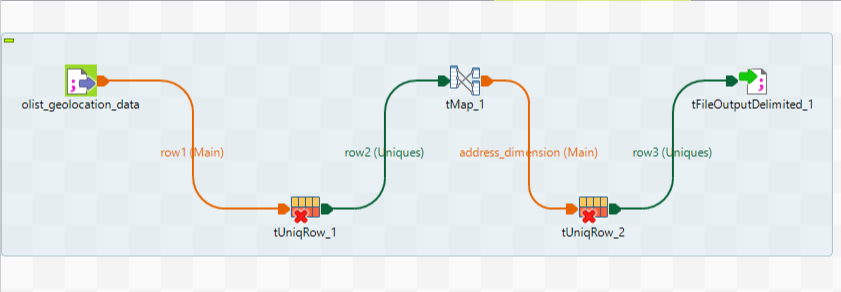 olist_geolocation_data
tMap_1
tFileOutputDelimited_1
row1 (Main)
row2 (Uniques)
address_dimension (Main)
row3 (Uniques)
tUniqRow_1
tUniqRow_2